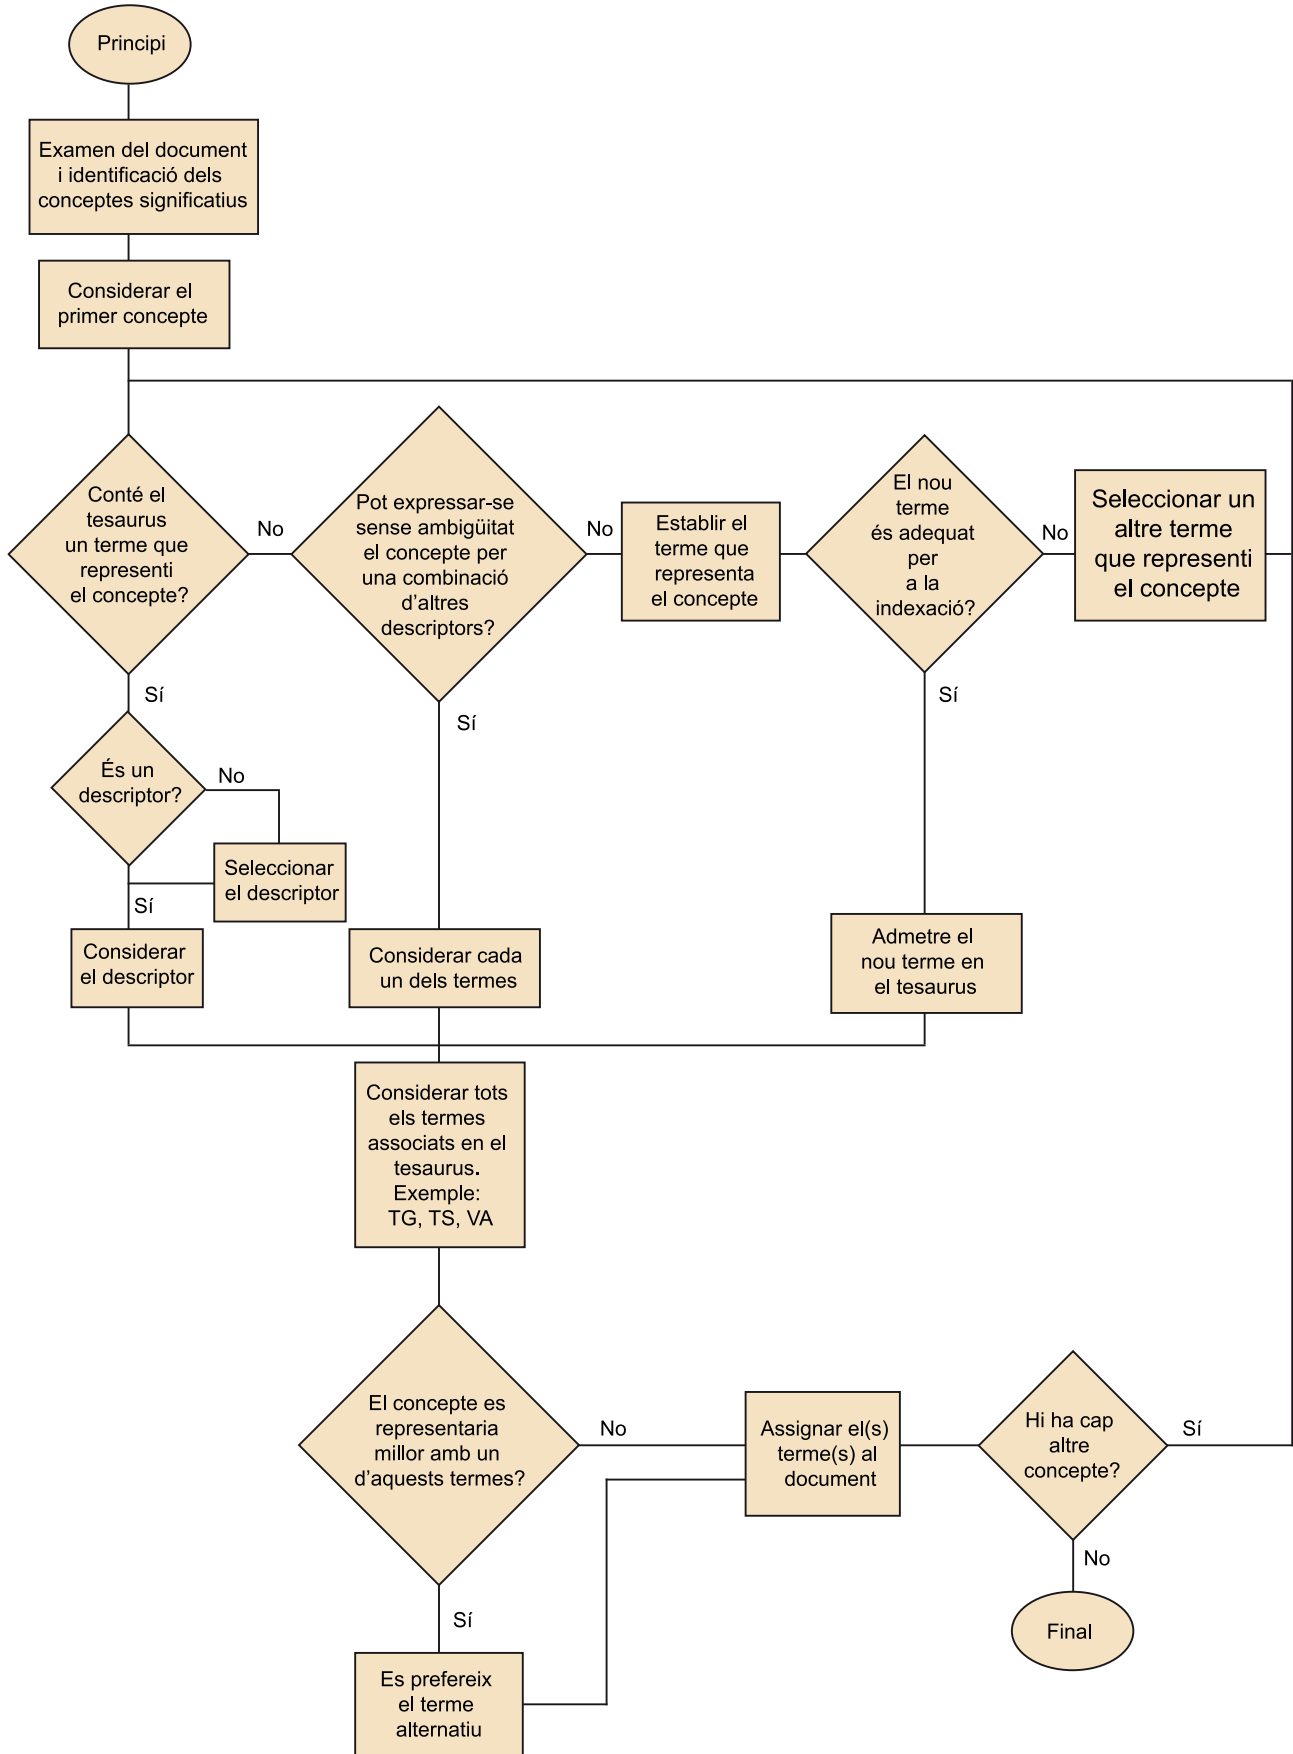 Principi
Examen del document
i identificació dels
conceptes significatius
Considerar el
primer concepte
Conté el
tesaurus
un terme que
representi
el concepte?
No
Pot expressar-se
sense ambigüitat
el concepte per
una combinació
d’altres
descriptors?
No
Establir el
terme que
representa
el concepte
El nou
terme
és adequat
per
a la
indexació?
No
Seleccionar un
altre terme
que representi
el concepte
Sí
Sí
Sí
És un
descriptor?
No
Seleccionar
el descriptor
Sí
Considerar
el descriptor
Considerar cada
un dels termes
Admetre el
nou terme en
el tesaurus
Considerar tots
els termes
associats en el
tesaurus.
Exemple:
TG, TS, VA
El concepte es
representaria
millor amb un
d’aquests termes?
No
Assignar el(s)
terme(s) al
document
Hi ha cap
altre
concepte?
Sí
No
Final
Sí
Es prefereix
el terme
alternatiu